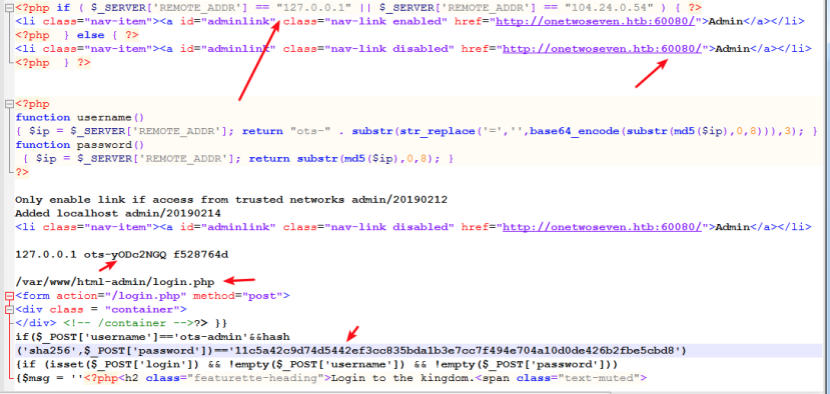 <?php if ( $_SERVER['REMOTE_ADDR'] == "127.0.0.1" || $_SERVER['REMOTE_ADDR'] == "104.24.0.54" ) { ?>
<li class="nav-item"><a id="adminlink" class="nav-link enabled" href="http://onetwoseven.htb:60080/">Admin</a></li>
<?php } else { ?>
<li class="nav-item"><a id="adminlink" class="nav-link disabled" href="http://onetwoseven.htb:60080/">Admin</a></li>
<?php } ?>
<?php
function username()
{ $ip = $_SERVER['REMOTE_ADDR']; return "ots-" . substr(str_replace('=','',base64_encode(substr(md5($ip),0,8))),3); }
function password()
{ $ip = $_SERVER['REMOTE_ADDR']; return substr(md5($ip),0,8); }
?>
Only enable link if access from trusted networks admin/20190212
Added localhost admin/20190214
<li class="nav-item"><a id="adminlink" class="nav-link disabled" href="http://onetwoseven.htb:60080/">Admin</a></li>
127.0.0.1 ots-yODc2NGQ f528764d
/var/www/html-admin/login.php
<form action="/login.php" method="post">
<div class = "container">
</div> <!-- /container -->?> }}
if($_POST['username']=='ots-admin'&&hash
('sha256',$_POST['password'])=='11c5a42c9d74d5442ef3cc835bda1b3e7cc7f494e704a10d0de426b2fbe5cbd8')
{if (isset($_POST['login']) && !empty($_POST['username']) && !empty($_POST['password']))
{$msg = ''<?php<h2 class="featurette-heading">Login to the kingdom.<span class="text-muted">